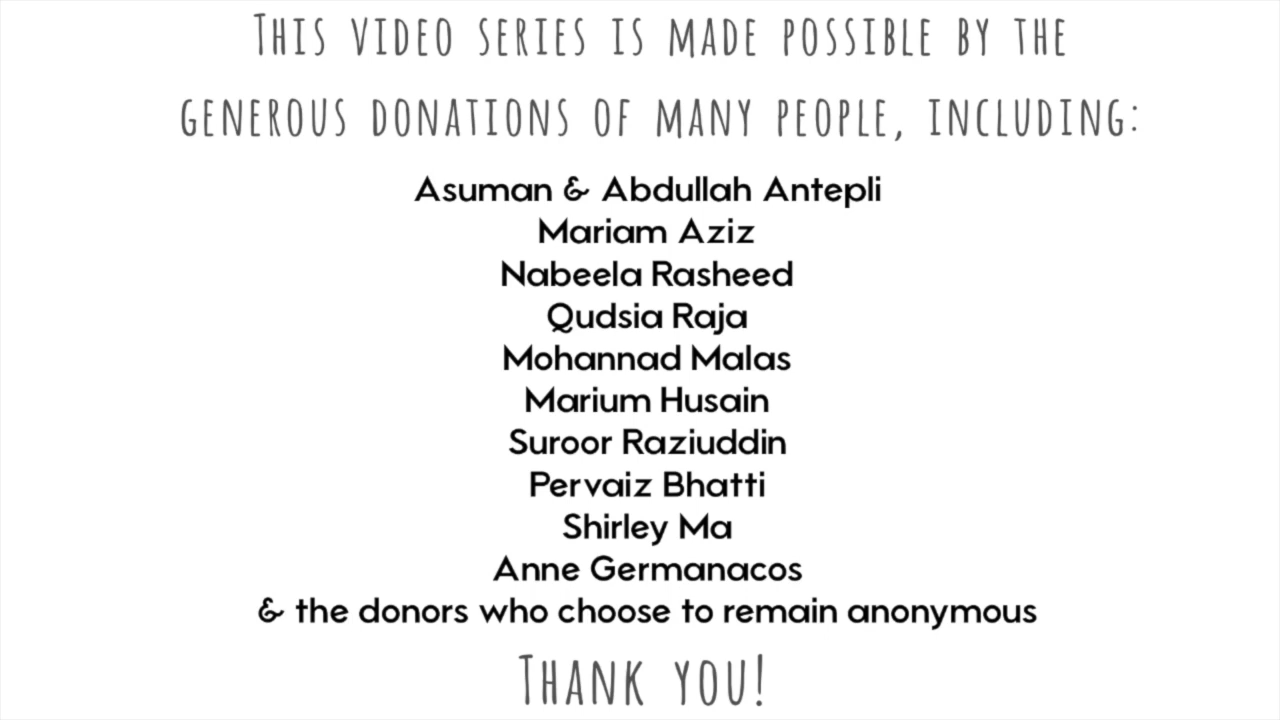 This video series is made possible by the
generous donations of many people, including:
Asuman & Abdullah Antepli
Mariam Aziz
Nabeela Rasheed
Qudsia Raja
Mohannad Malas
Marium Husain
Suroor Raziuddin
Pervaiz Bhatti
Shirley Ma
Anne Germanacos
& the donors who choose to remain anonymous
Thank you!